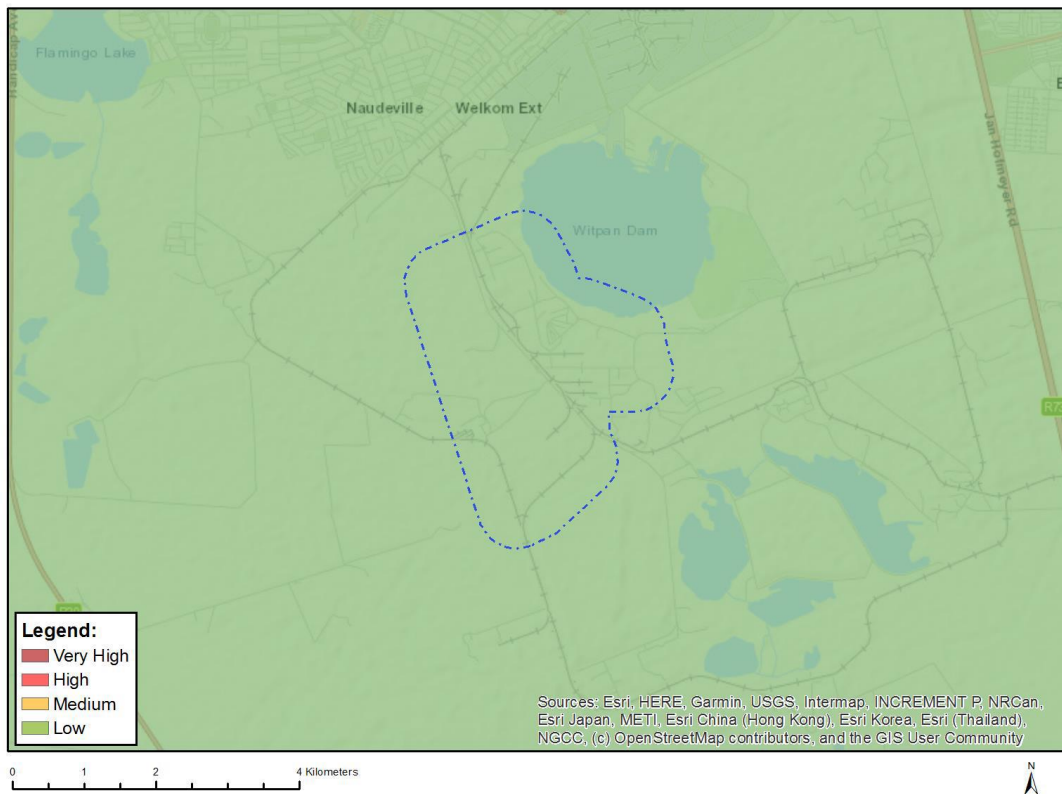 Flamingo Lake
Naudeville
Welkom Ext
Witpan Dam
Jan Hofmeyer Rd
Legend:
Very High
High
Medium
Low
Sources: Esri, HERE, Garmin, USGS, Intermap, INCREMENT P, NRCan,
Esri Japan, METI, Esri China (Hong Kong), Esri Korea, Esri (Thailand),
NGCC, (c) OpenStreetMap contributors, and the GIS User Community
0 1 2 4 Kilometers
N